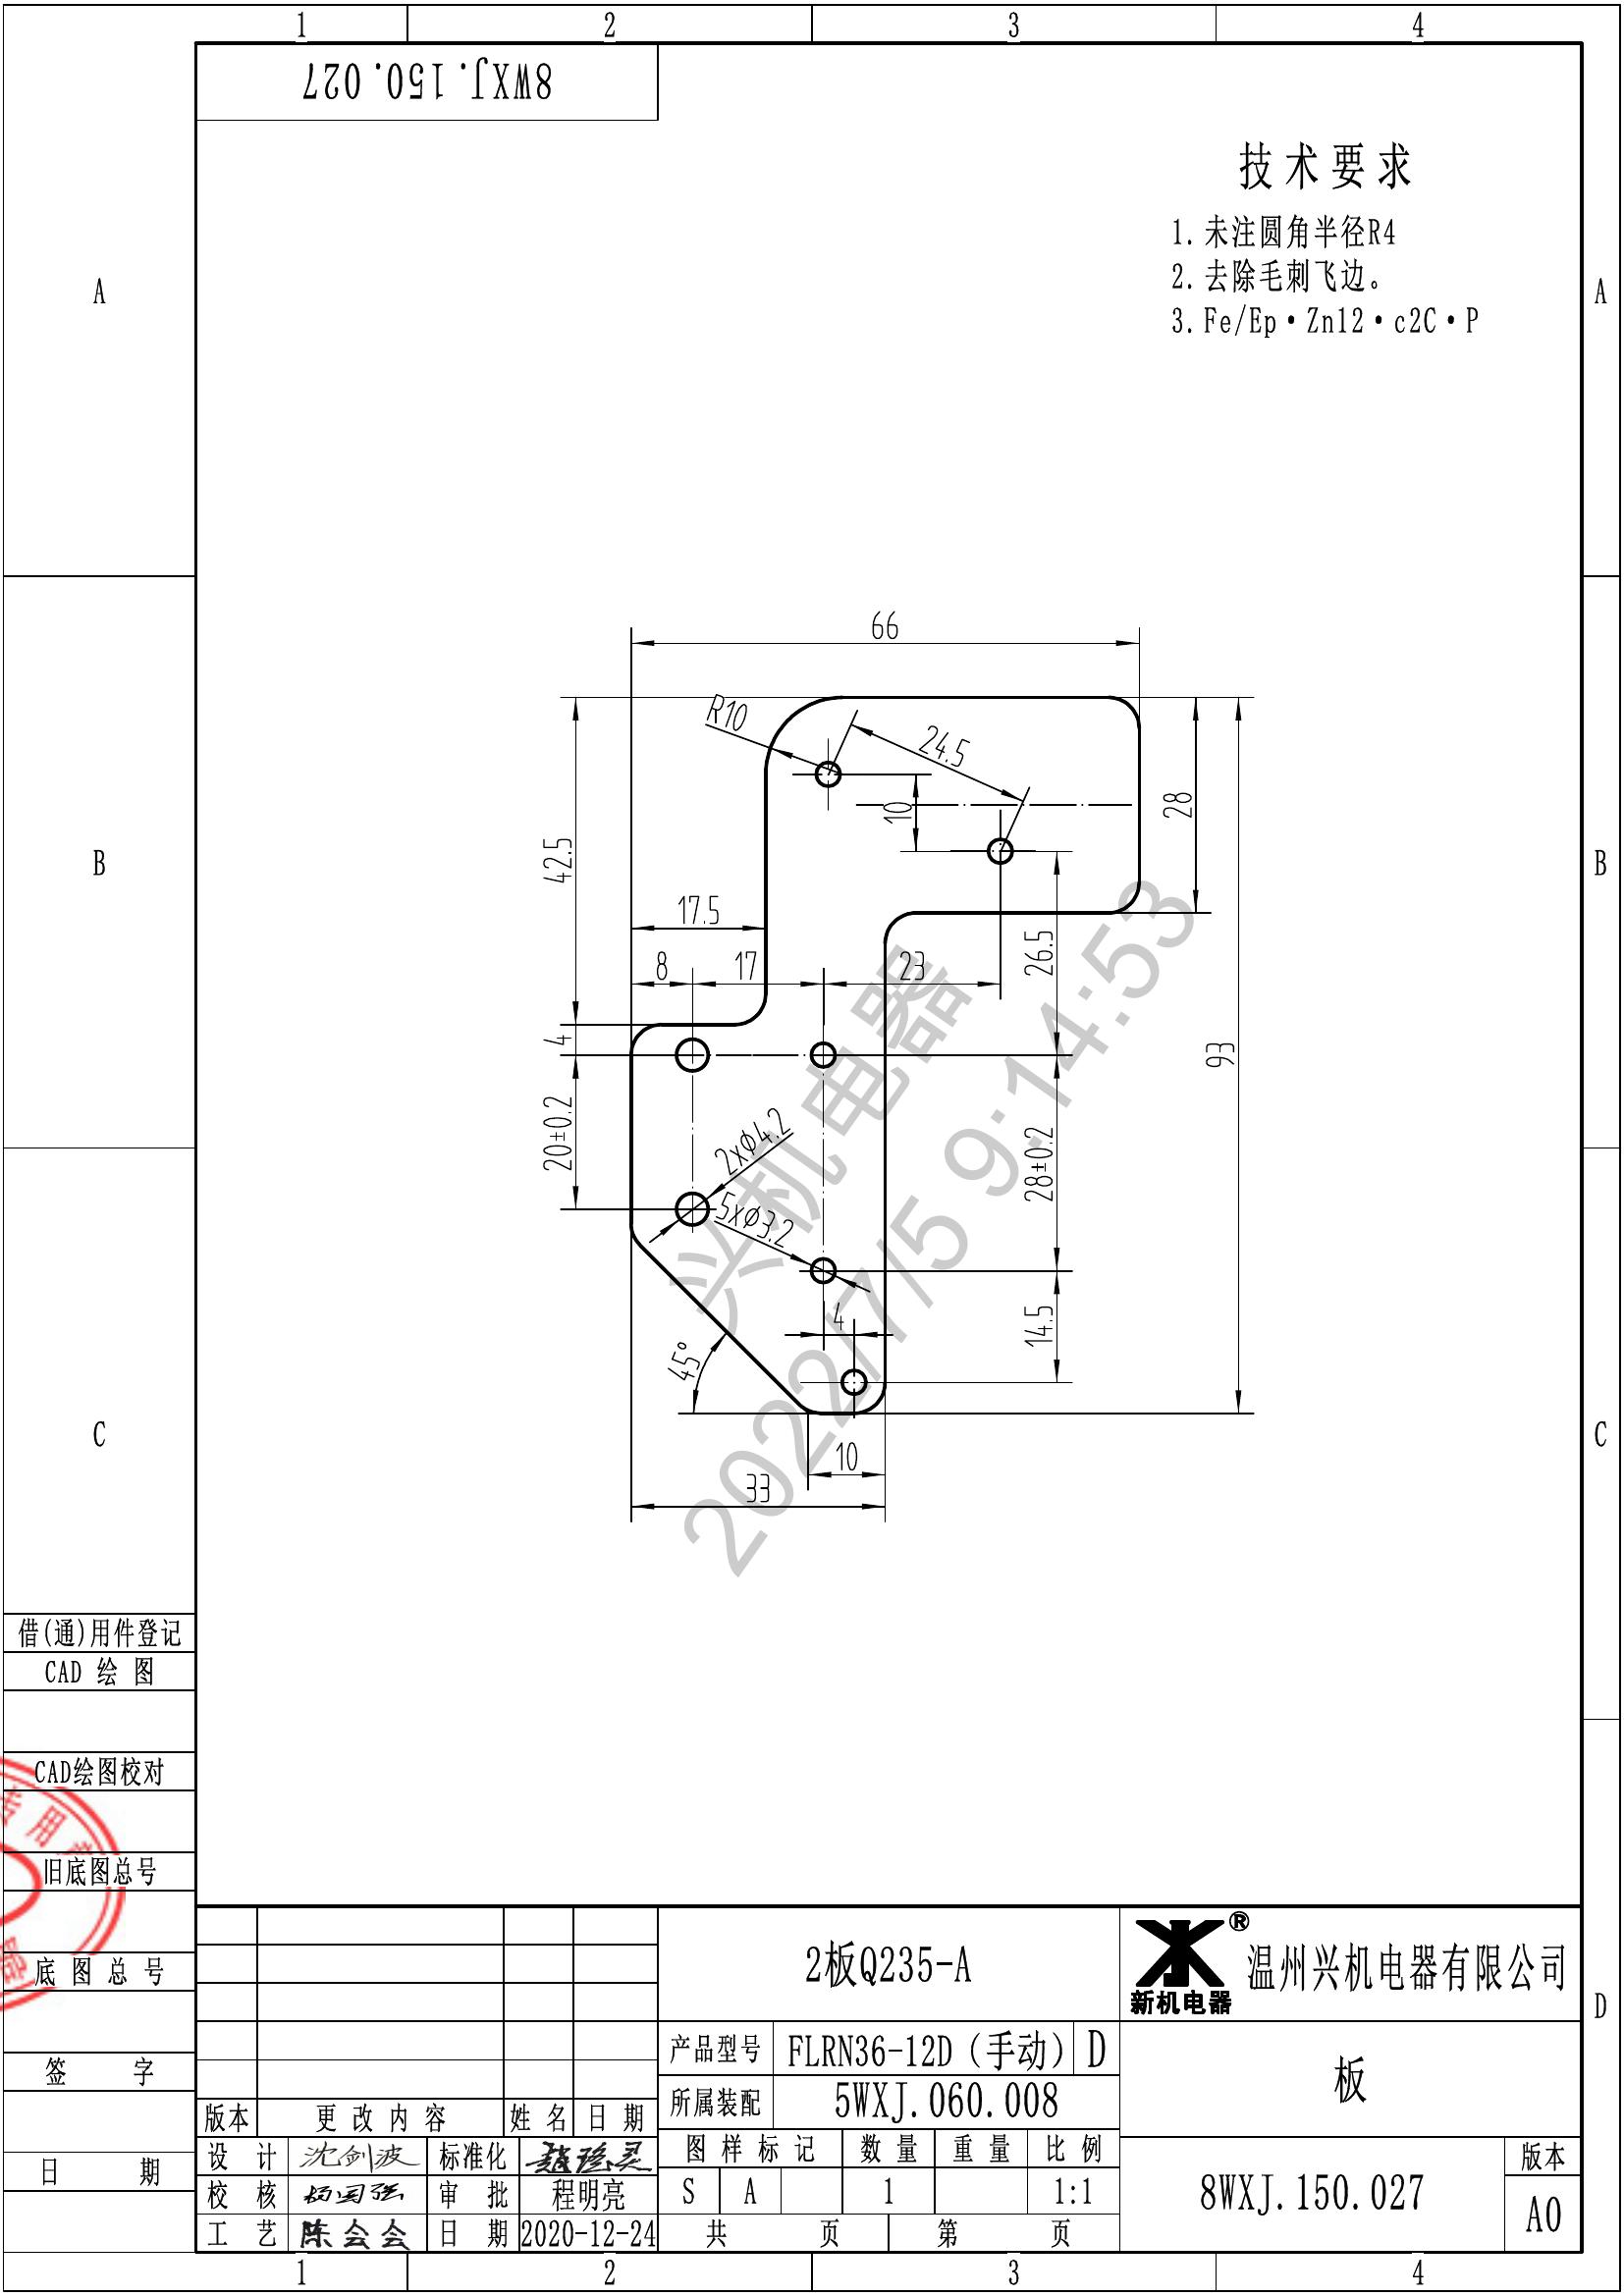 1 2 3 4
8WXJ.150.027
技术要求
1. 未注圆角半径R4
2. 去除毛刺飞边。
3. Fe/Ep·Zn12·c2C·P
A A
B B
C C
D
66
R10
24.5
10
28
42.5
17.5
8 17 23
26.5
4
93
20±0.2
2xø4.2
28±0.2
5xø3.2
4
14.5
45°
10
33
兴机电器
2022/7/5 9:14:53
借(通)用件登记
CAD 绘 图
CAD绘图校对
旧底图总号
底 图 总 号
签 字
日 期
用
2板Q235-A
®
新机电器
温州兴机电器有限公司
产品型号 FLRN36-12D（手动） D
所属装配 5WXJ.060.008
板
版本 更 改 内 容 姓 名 日 期
图 样 标 记 数 量 重 量 比 例
S A 1 1:1
共 页 第 页
设 计 沈剑波 标准化
校 核 杨国强 审 批 程明亮
工 艺 陈会会 日 期 2020-12-24
8WXJ.150.027
版本
A0
1 2 3 4